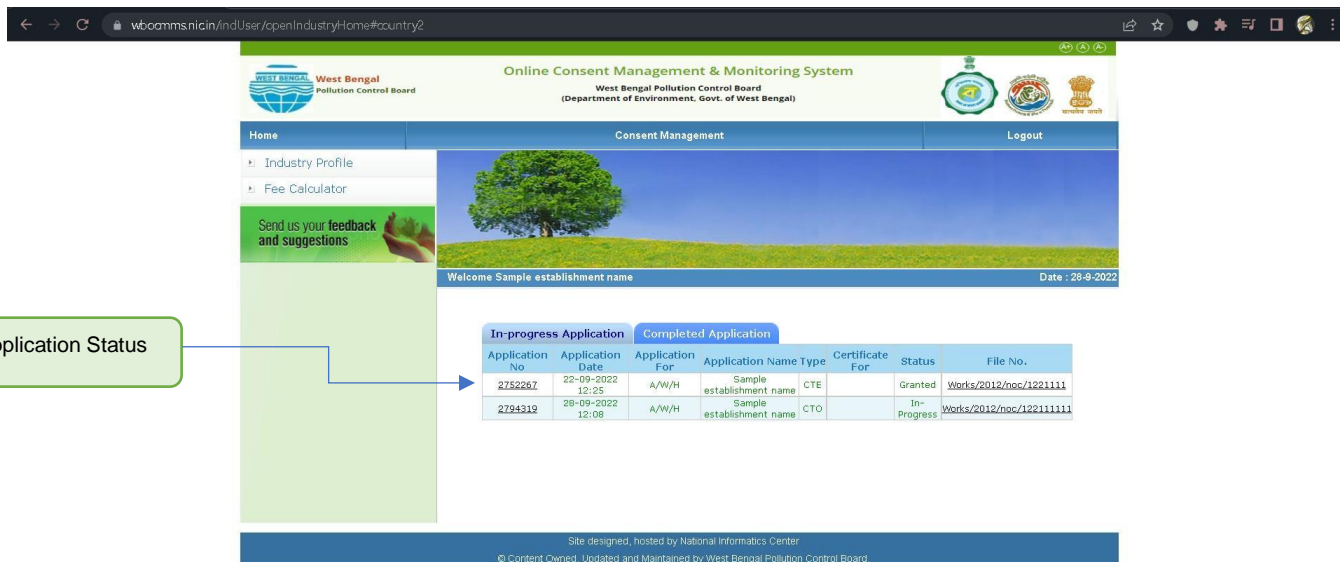 wbocmms.nic.in/indUser/openIndustryHome#country2
A+ A A-
WEST BENGAL
West Bengal
Pollution Control Board
Online Consent Management & Monitoring System
West Bengal Pollution Control Board
(Department of Environment, Govt. of West Bengal)
सत्यमेव जयते
Home Consent Management Logout
Industry Profile
Fee Calculator
Send us your feedback
and suggestions
Welcome Sample establishment name Date : 28-9-2022
plication Status
In-progress Application Completed Application
Application No Application Date Application For Application Name Type Certificate For Status File No.
2752267 22-09-2022 12:25 A/W/H Sample establishment name CTE Granted Works/2012/noc/1221111
2794319 28-09-2022 12:08 A/W/H Sample establishment name CTO In-Progress Works/2012/noc/122111111
Site designed, hosted by National Informatics Center
© Content Owned, Updated and Maintained by West Bengal Pollution Control Board.